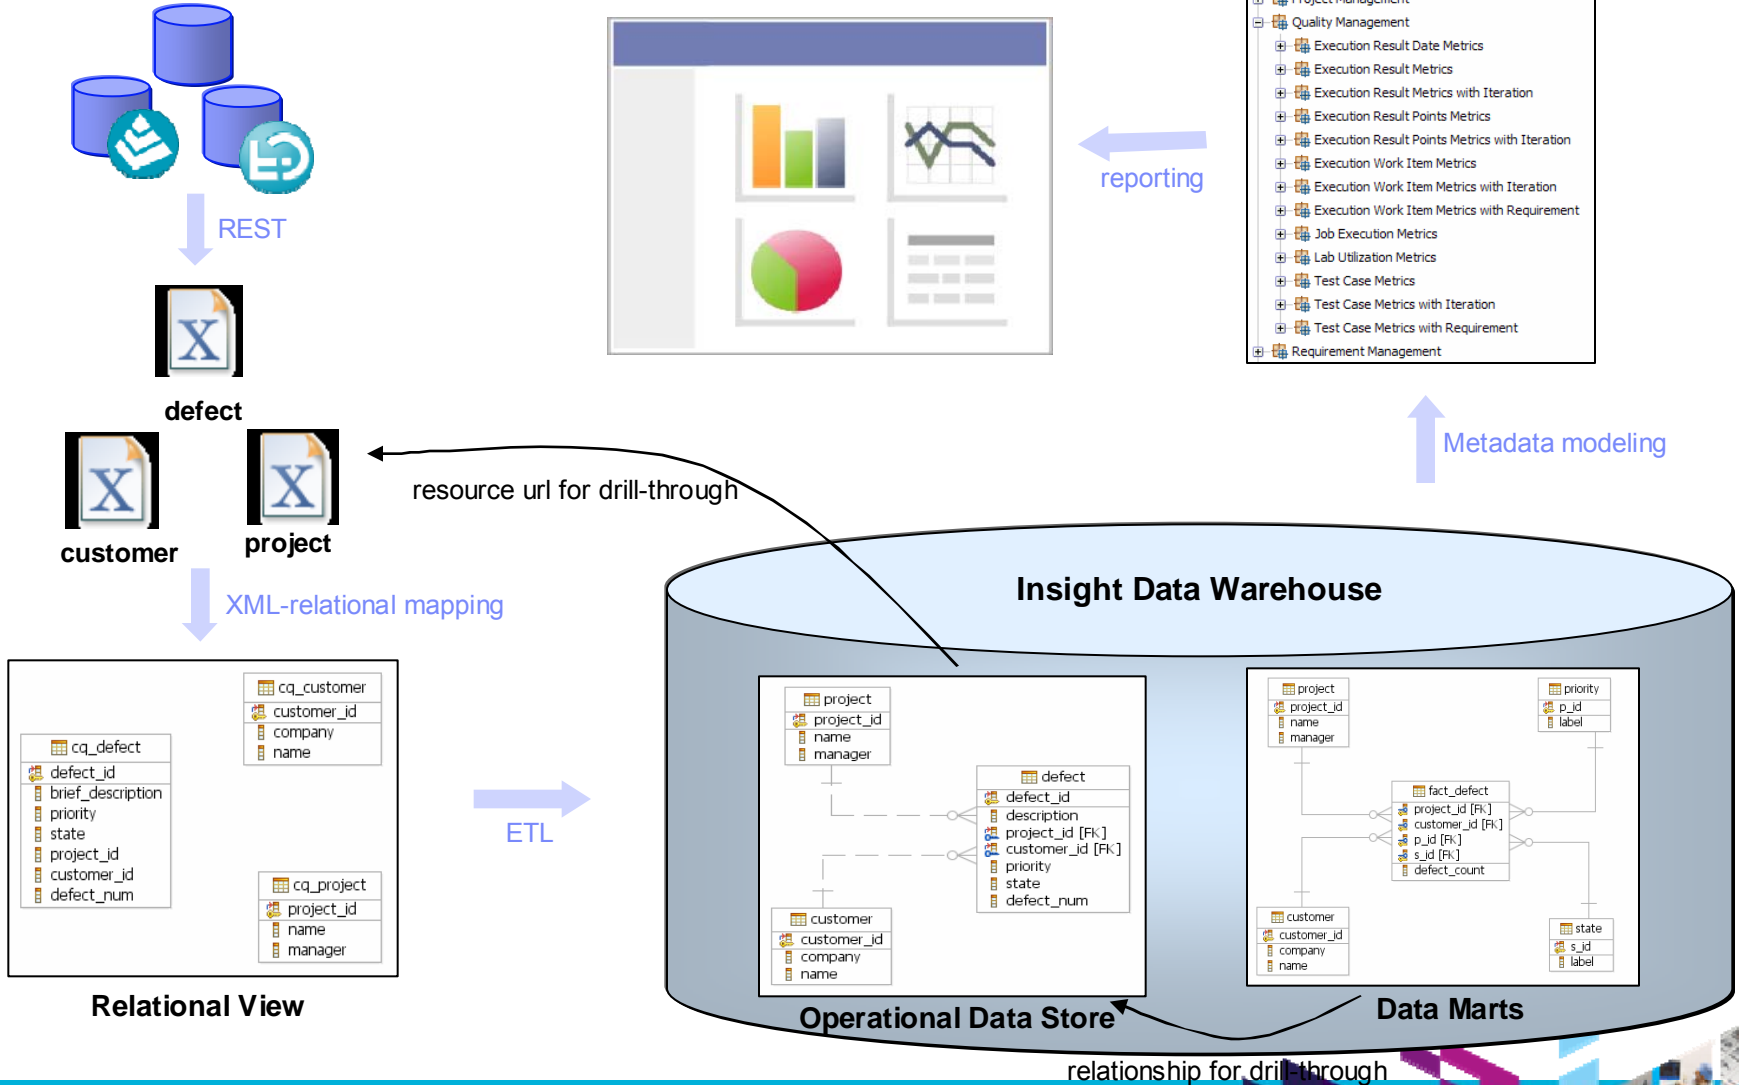 Project Management
Quality Management
Execution Result Date Metrics
Execution Result Metrics
Execution Result Metrics with Iteration
Execution Result Points Metrics
Execution Result Points Metrics with Iteration
Execution Work Item Metrics
Execution Work Item Metrics with Iteration
Execution Work Item Metrics with Requirement
Job Execution Metrics
Lab Utilization Metrics
Test Case Metrics
Test Case Metrics with Iteration
Test Case Metrics with Requirement
Requirement Management
reporting
REST
X
defect
X
customer
X
project
resource url for drill-through
Metadata modeling
XML-relational mapping
Insight Data Warehouse
cq_customer
customer_id
company
name
cq_defect
defect_id
brief_description
priority
state
project_id
customer_id
defect_num
cq_project
project_id
name
manager
Relational View
ETL
project
project_id
name
manager
defect
defect_id
description
project_id [FK]
customer_id [FK]
priority
state
defect_num
customer
customer_id
company
name
Operational Data Store
project
project_id
name
manager
priority
p_id
label
fact_defect
project_id [FK]
customer_id [FK]
p_id [FK]
s_id [FK]
defect_count
customer
customer_id
company
name
state
s_id
label
Data Marts
relationship for drill-through